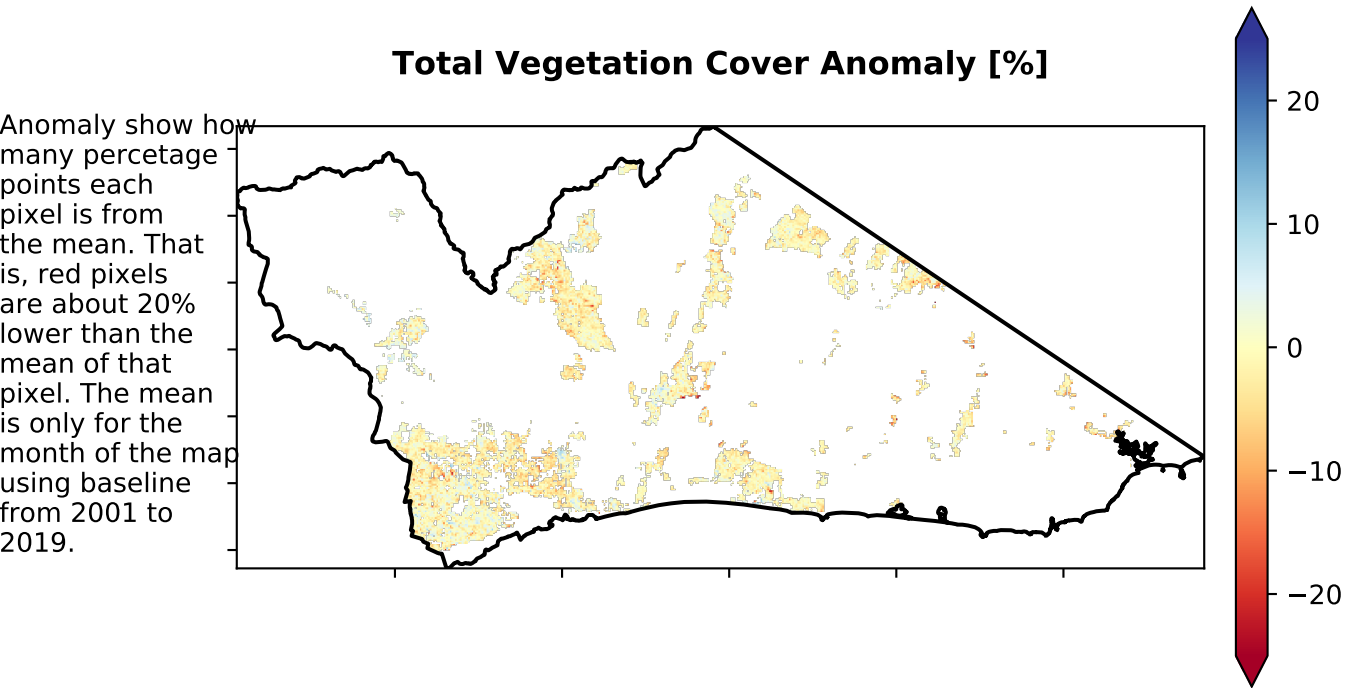 Total Vegetation Cover Anomaly [%]
Anomaly show how
many percetage
points each
pixel is from
the mean. That
is, red pixels
are about 20%
lower than the
mean of that
pixel. The mean
is only for the
month of the map
using baseline
from 2001 to
2019.
20
10
0
−10
−20